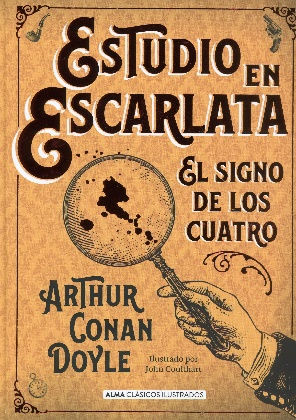 ESTUDIO EN
ESCARLATA
EL SIGNO
DE LOS
CUATRO
ARTHUR
CONAN
DOYLE
Ilustrado por
John Coulthart
ALMA CLÁSICOS ILUSTRADOS